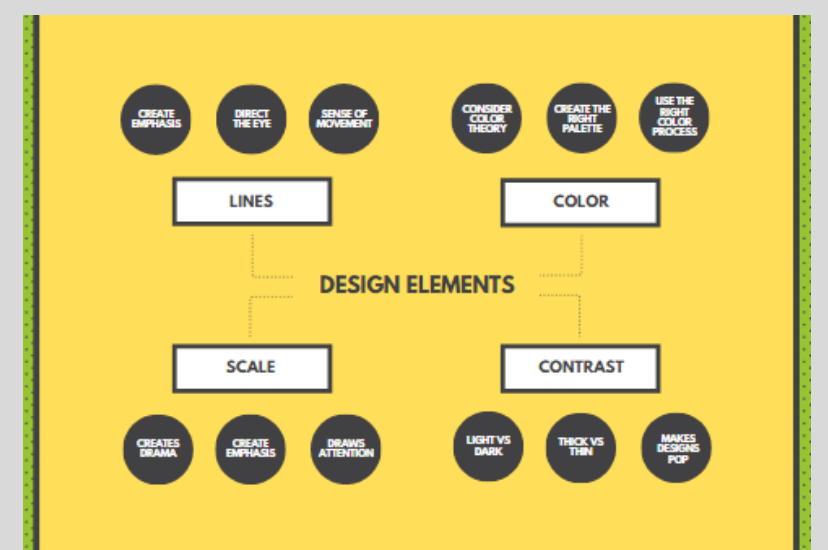 CREATE
EMPHASIS
DIRECT
THE EYE
SENSE OF
MOVEMENT
CONSIDER
COLOR
THEORY
CREATE THE
RIGHT
PALETTE
USE THE
RIGHT
COLOR
PROCESS
LINES
COLOR
DESIGN ELEMENTS
SCALE
CONTRAST
CREATES
DRAMA
CREATE
EMPHASIS
DRAWS
ATTENTION
LIGHT VS
DARK
THICK VS
THIN
MAKES
DESIGNS
POP